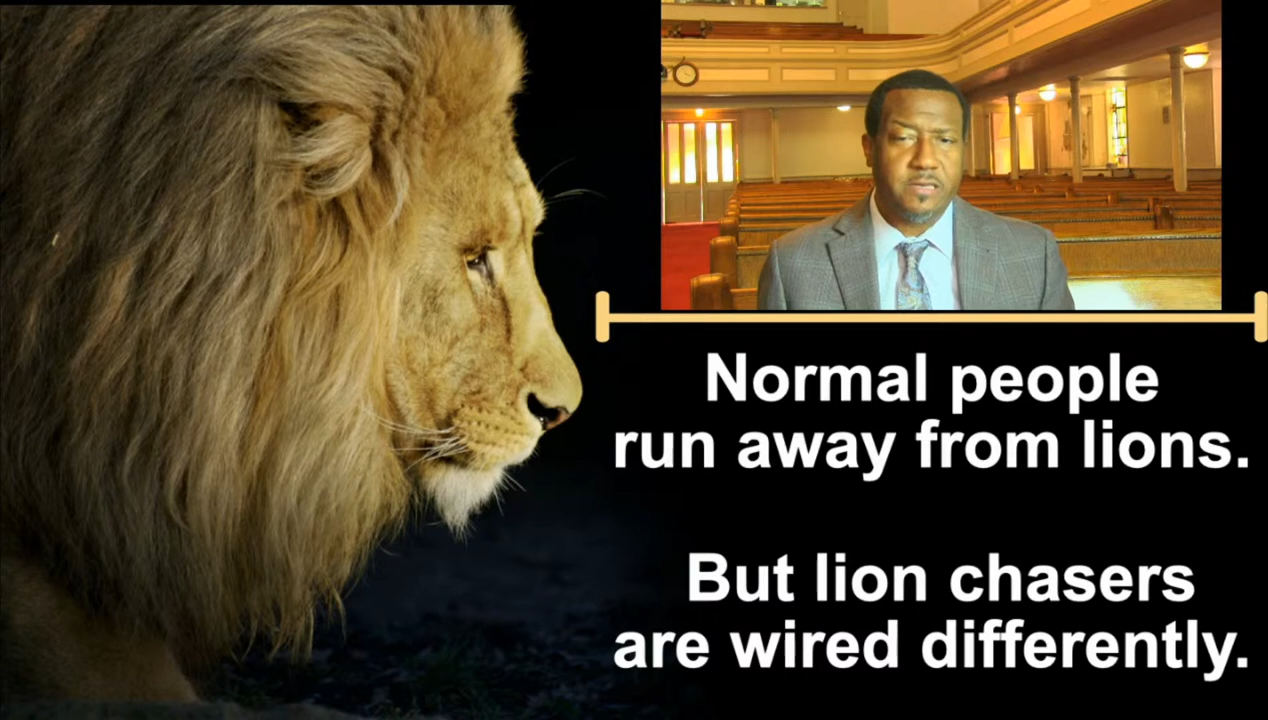 Normal people
run away from lions.
But lion chasers
are wired differently.